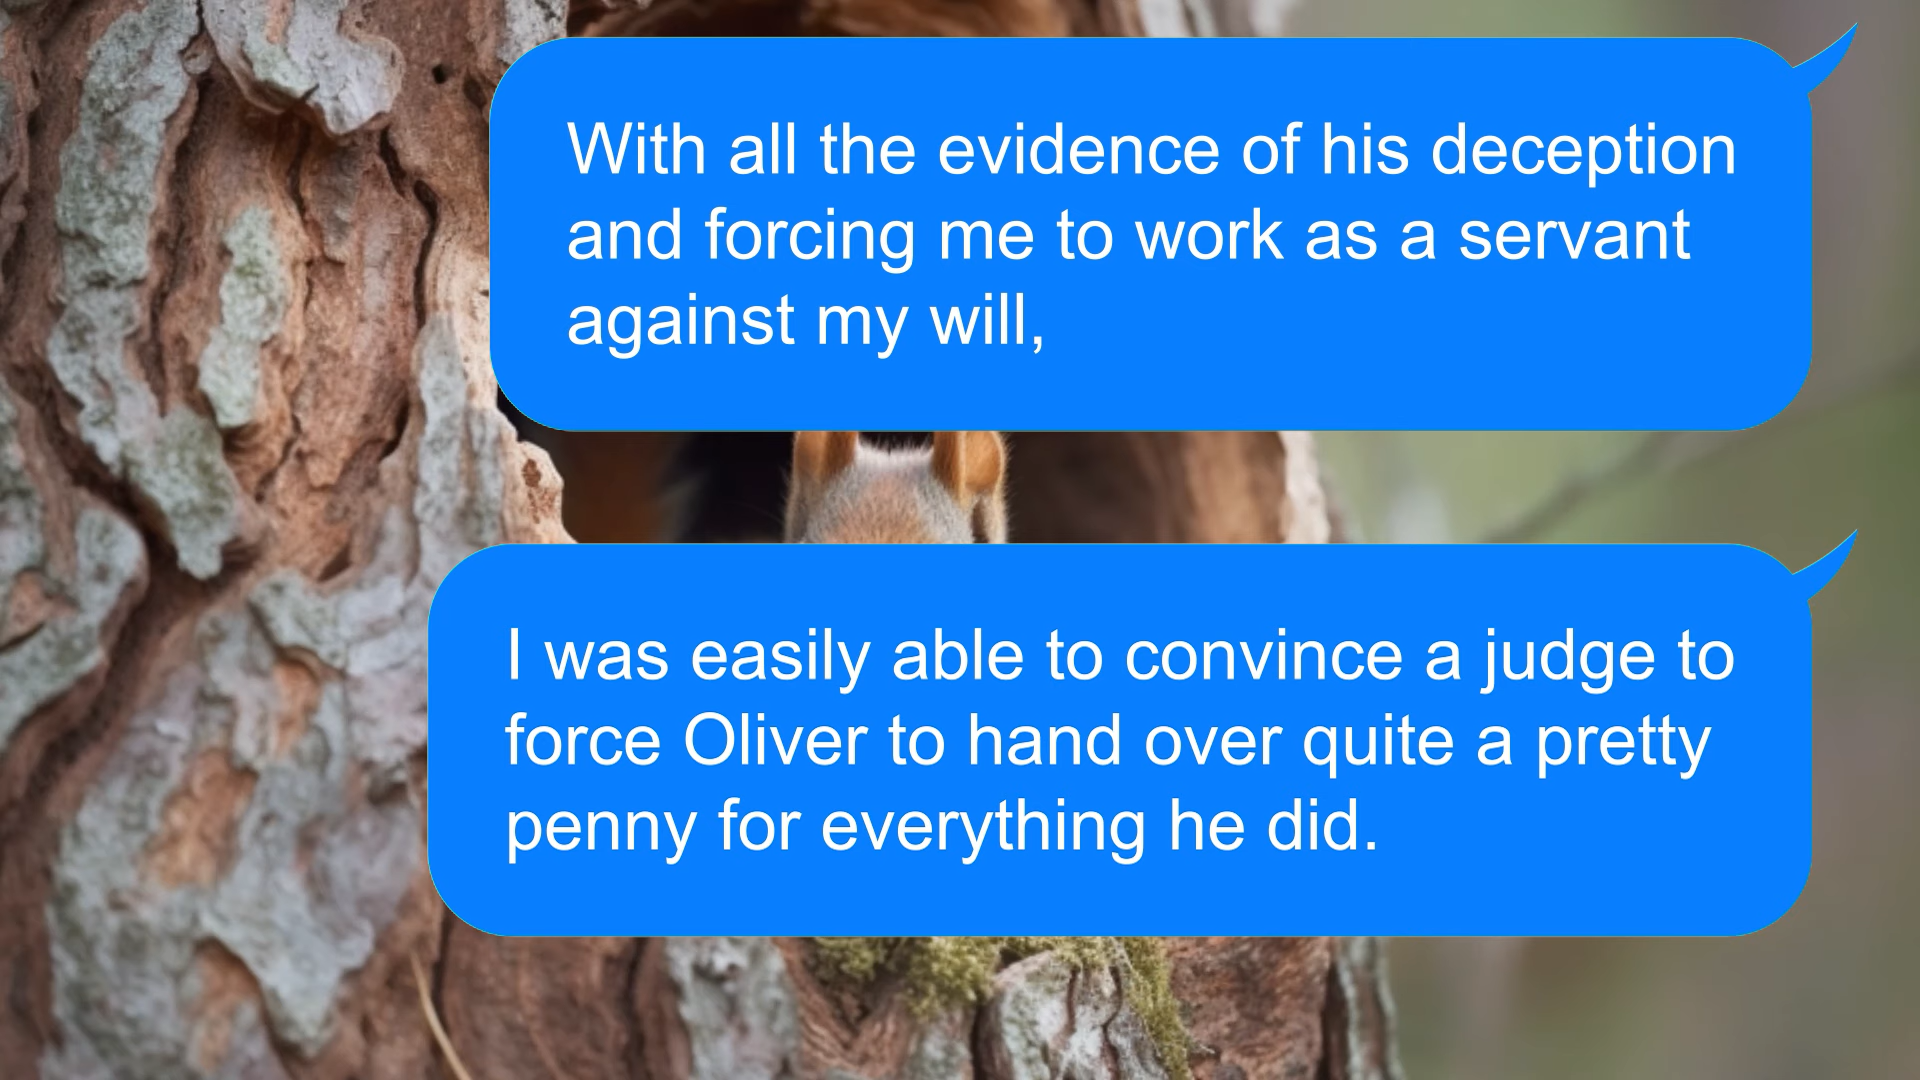 With all the evidence of his deception
and forcing me to work as a servant
against my will,
I was easily able to convince a judge to
force Oliver to hand over quite a pretty
penny for everything he did.